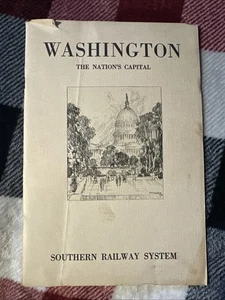 WASHINGTON
THE NATION'S CAPITAL
SOUTHERN RAILWAY SYSTEM